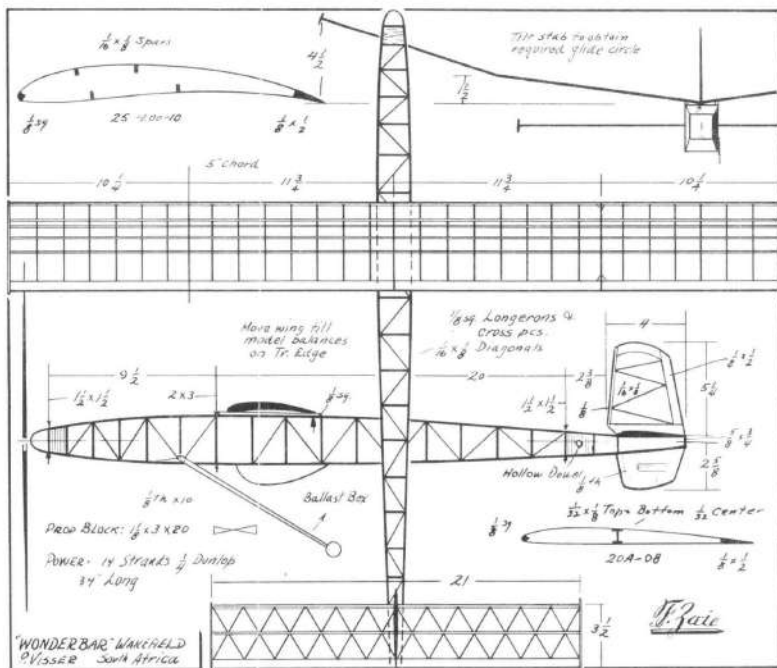 1/16 x 1/8 Spars
1/8 sq
25-400-10
1/8 x 1/2
4 1/2
Tilt stab to obtain
required glide circle
5" Chord
10 1/4
11 3/4
11 3/4
10 1/4
Move wing till
model balances
on Tr. Edge
1/8 sq Longerons &
cross pcs.
1/16 x 1/8 Diagonals
4
9 1/2
1 1/2 x 1 1/2
2 x 3
1/8 sq.
20
1 1/2 x 1 1/2
2 3/8
1/16 x 1/8
1/8
1/8 x 1/2
5 1/4
5/8 x 3/4
2 5/8
Hollow Dowel
1/8 th
1/8 TH x 10
Ballast Box
PROP BLOCK: 1 1/8 x 3 x 20
POWER- 14 Strands 1/4 Dunlop
34" Long
1/32 x 1/8 Top & Bottom 1/32 Center
1/8 sq
20A-08
1/8 x 1/2
21
3 1/2
"WONDERBAR" WAKEFIELD
P. VISSER South Africa
F. Zaic